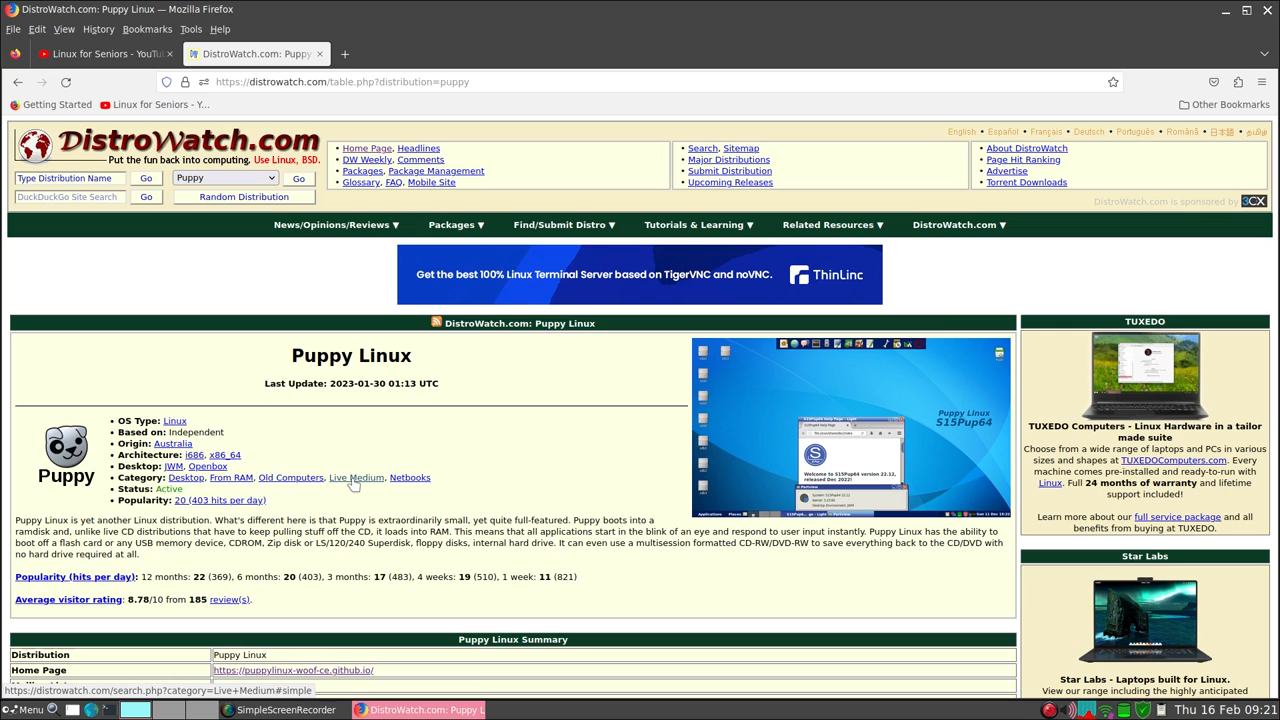 DistroWatch.com: Puppy Linux — Mozilla Firefox
File Edit View History Bookmarks Tools Help
Linux for Seniors - YouTu
DistroWatch.com: Puppy
https://distrowatch.com/table.php?distribution=puppy
Getting Started
Linux for Seniors - Y...
Other Bookmarks
DistroWatch.com
Put the fun back into computing. Use Linux, BSD.
English · Español · Français · Deutsch · Português · Română · 日本語 · தமிழ்
Type Distribution Name Go Puppy Go
DuckDuckGo Site Search Go Random Distribution
• Home Page, Headlines
• DW Weekly, Comments
• Packages, Package Management
• Glossary, FAQ, Mobile Site
• Search, Sitemap
• Major Distributions
• Submit Distribution
• Upcoming Releases
• About DistroWatch
• Page Hit Ranking
• Advertise
• Torrent Downloads
DistroWatch.com is sponsored by 3CX
News/Opinions/Reviews ▼ Packages ▼ Find/Submit Distro ▼ Tutorials & Learning ▼ Related Resources ▼ DistroWatch.com ▼
Get the best 100% Linux Terminal Server based on TigerVNC and noVNC. ThinLinc
DistroWatch.com: Puppy Linux
Puppy Linux
Last Update: 2023-01-30 01:13 UTC
Puppy
• OS Type: Linux
• Based on: Independent
• Origin: Australia
• Architecture: i686, x86_64
• Desktop: JWM, Openbox
• Category: Desktop, From RAM, Old Computers, Live Medium, Netbooks
• Status: Active
• Popularity: 20 (403 hits per day)
Puppy Linux
S15Pup64
S15Pup64 version 22.12,
released Dec 2022!
Puppy Linux is yet another Linux distribution. What's different here is that Puppy is extraordinarily small, yet quite full-featured. Puppy boots into a
ramdisk and, unlike live CD distributions that have to keep pulling stuff off the CD, it loads into RAM. This means that all applications start in the blink of an eye and respond to user input instantly. Puppy Linux has the ability to
boot off a flash card or any USB memory device, CDROM, Zip disk or LS/120/240 Superdisk, floppy disks, internal hard drive. It can even use a multisession formatted CD-RW/DVD-RW to save everything back to the CD/DVD with
no hard drive required at all.
Popularity (hits per day): 12 months: 22 (369), 6 months: 20 (403), 3 months: 17 (483), 4 weeks: 19 (510), 1 week: 11 (821)
Average visitor rating: 8.78/10 from 185 review(s).
Puppy Linux Summary
Distribution Puppy Linux
Home Page https://puppylinux-woof-ce.github.io/
TUXEDO
TUXEDO Computers - Linux Hardware in a tailor
made suite
Choose from a wide range of laptops and PCs in
various sizes and shapes at TUXEDOComputers.com. Every
machine comes pre-installed and ready-to-run with
Linux. Full 24 months of warranty and lifetime
support included!
Learn more about our full service package and all
benefits from buying at TUXEDO.
Star Labs
Star Labs - Laptops built for Linux.
View our range including the highly anticipated
https://distrowatch.com/search.php?category=Live+Medium#simple
Menu
SimpleScreenRecorder
DistroWatch.com: Puppy L
Thu 16 Feb 09:21